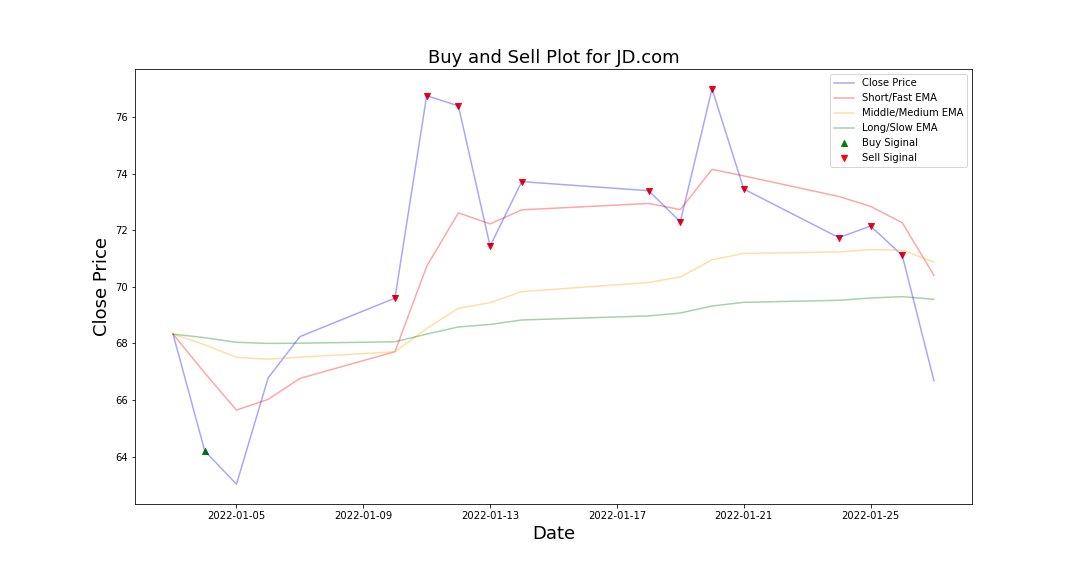 Buy and Sell Plot for JD.com
Close Price
Short/Fast EMA
Middle/Medium EMA
Long/Slow EMA
Buy Siginal
Sell Siginal
Close Price
76
74
72
70
68
66
64
2022-01-05
2022-01-09
2022-01-13
2022-01-17
2022-01-21
2022-01-25
Date